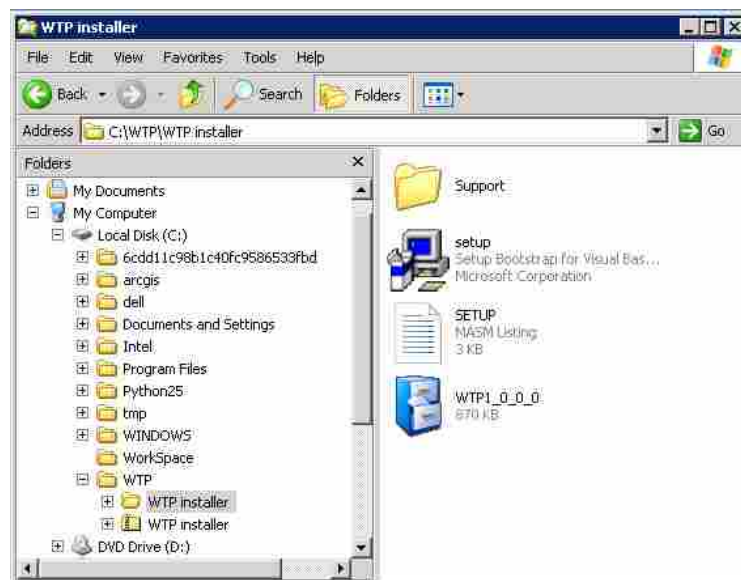 WTP installer
File Edit View Favorites Tools Help
Back Search Folders
Address C:\WTP\WTP installer Go
Folders
My Documents
My Computer
Local Disk (C:)
6cdd11c98b1c40fc9586533fbd
arcgis
dell
Documents and Settings
Intel
Program Files
Python25
tmp
WINDOWS
WorkSpace
WTP
WTP installer
WTP installer
DVD Drive (D:)
Support
setup
Setup Bootstrap for Visual Bas...
Microsoft Corporation
SETUP
MASM Listing
3 KB
WTP1_0_0_0
870 KB